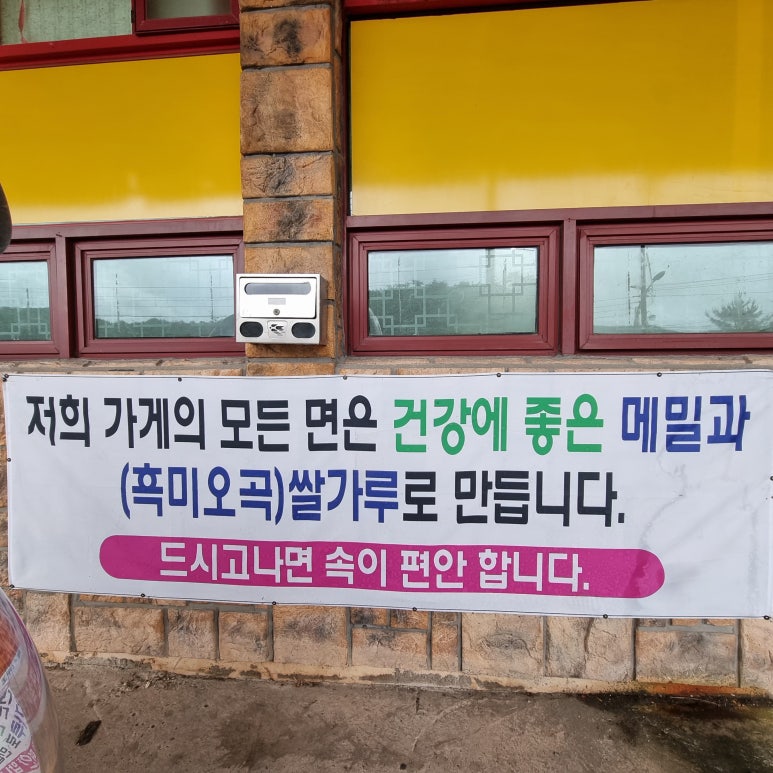 저희 가게의 모든 면은 건강에 좋은 메밀과
(흑미오곡)쌀가루로 만듭니다.
드시고나면 속이 편안 합니다.